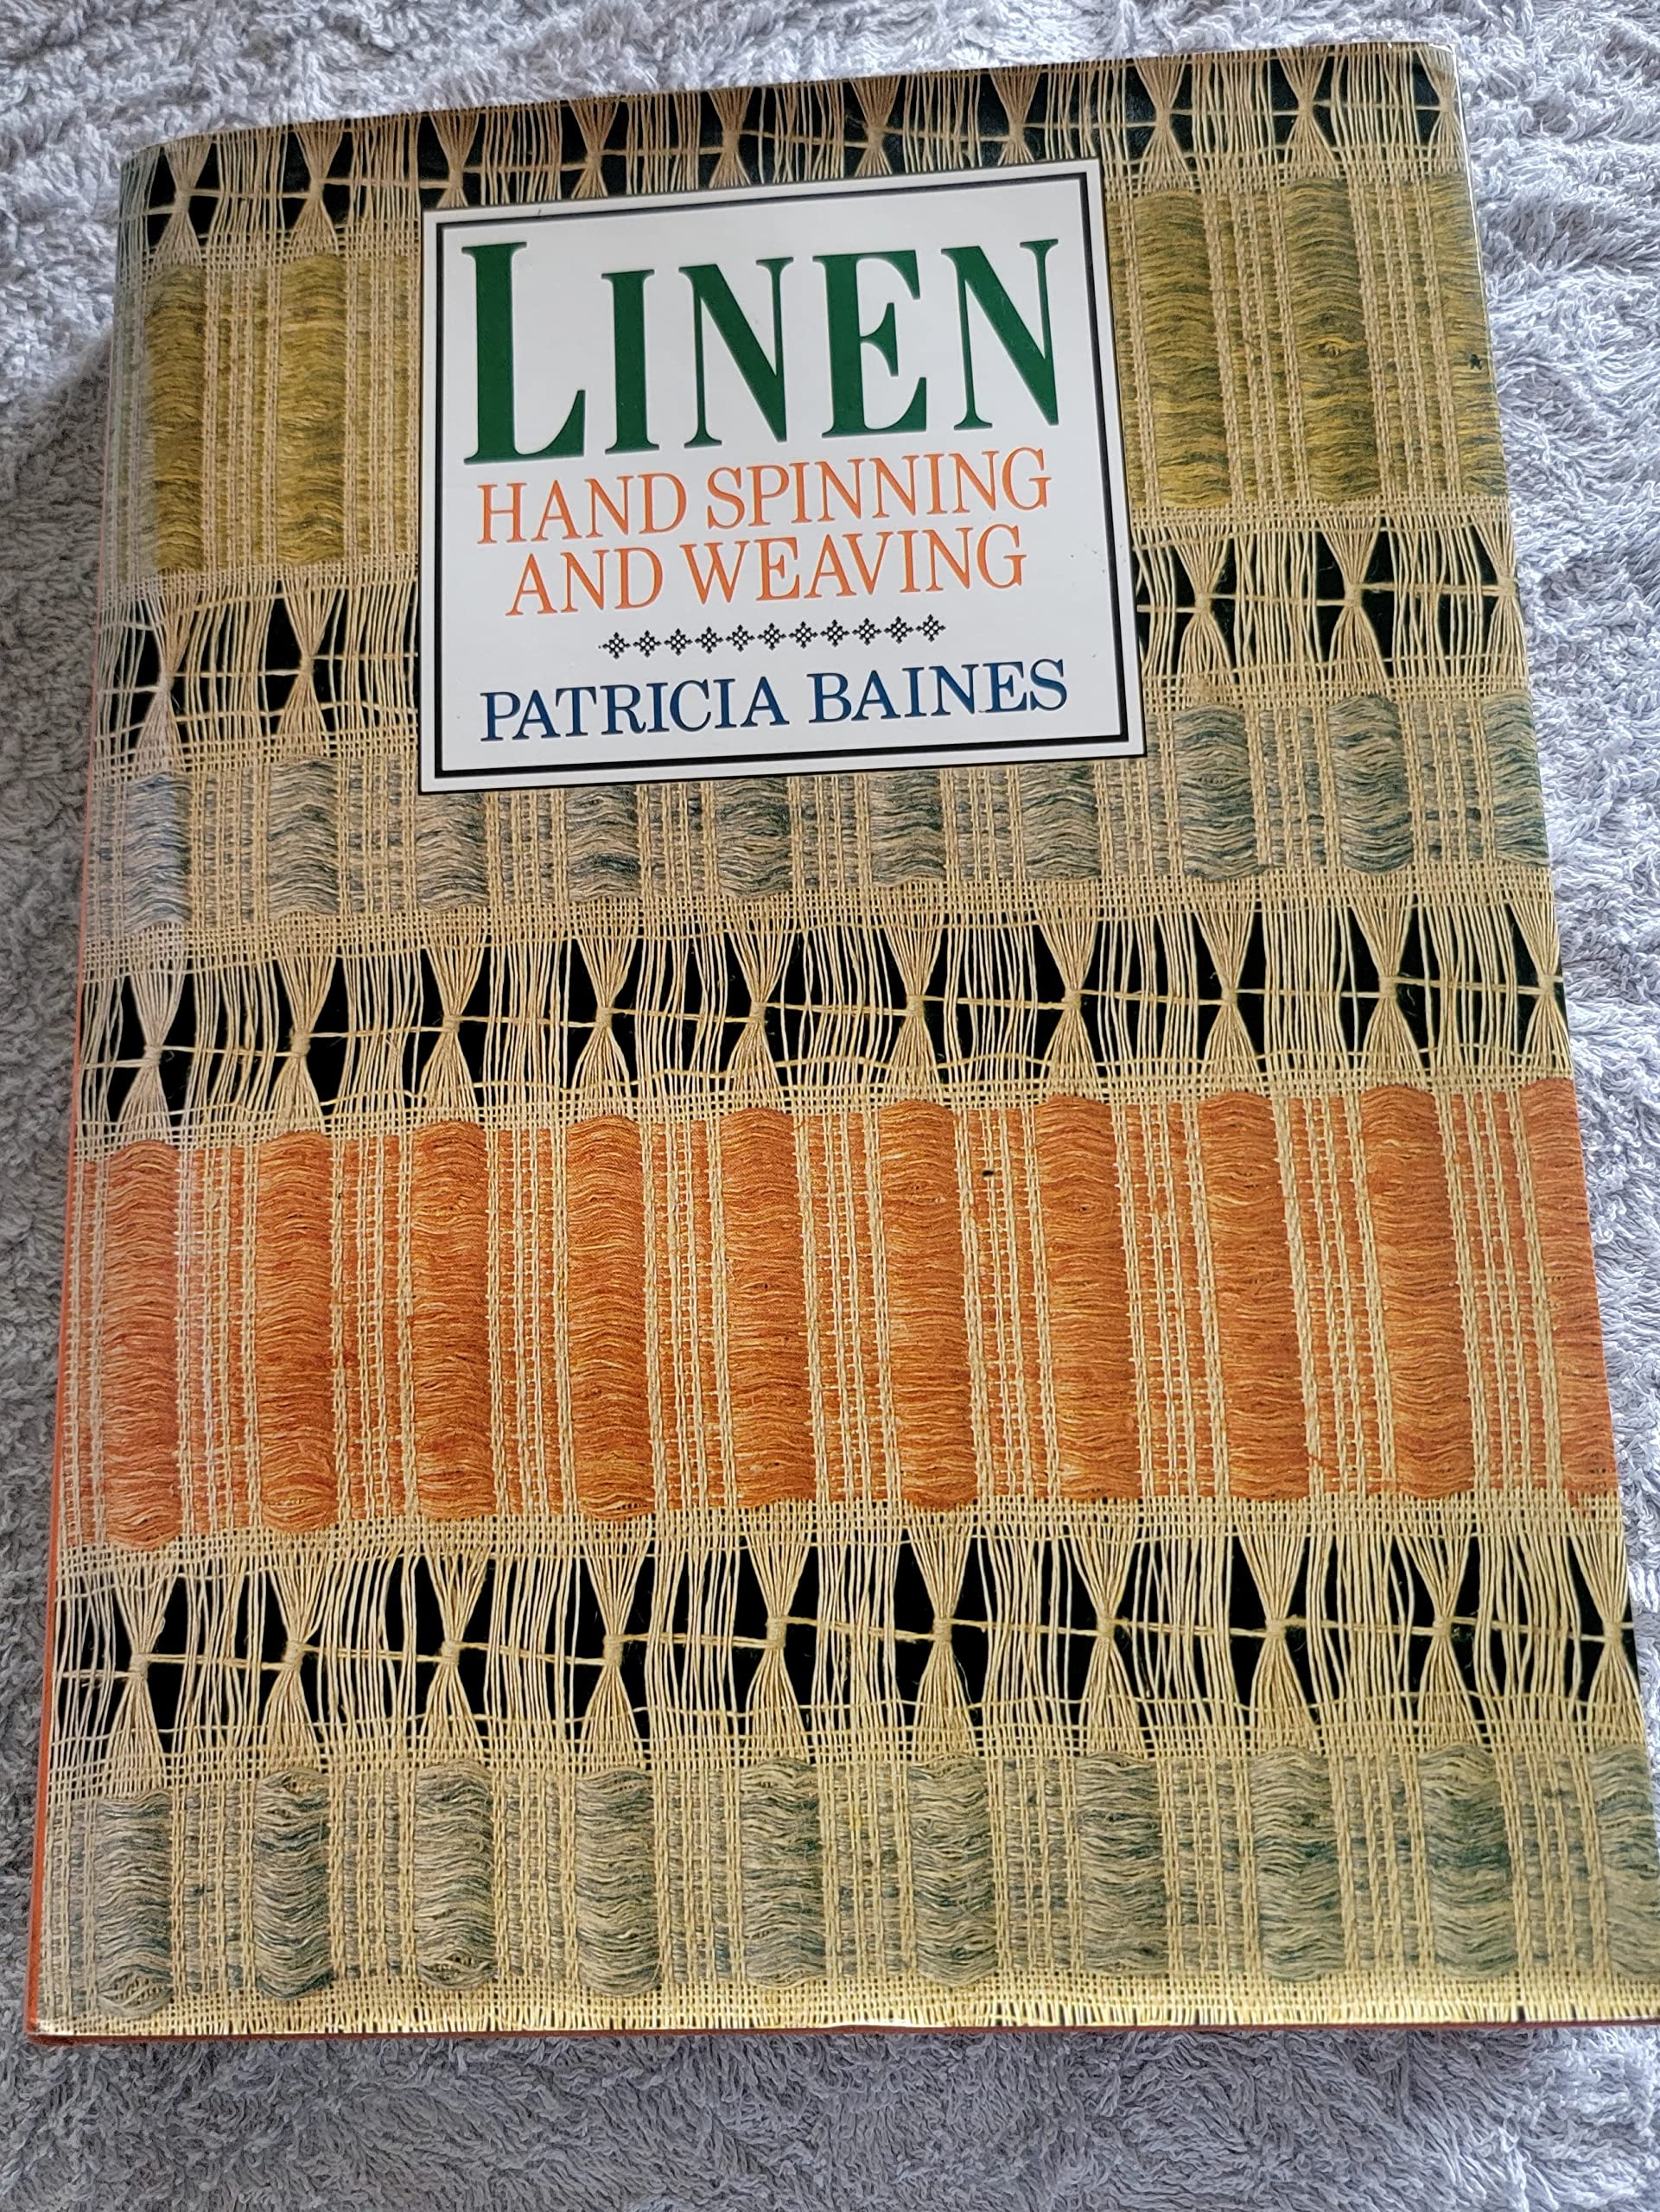 LINEN
HAND SPINNING
AND WEAVING
PATRICIA BAINES